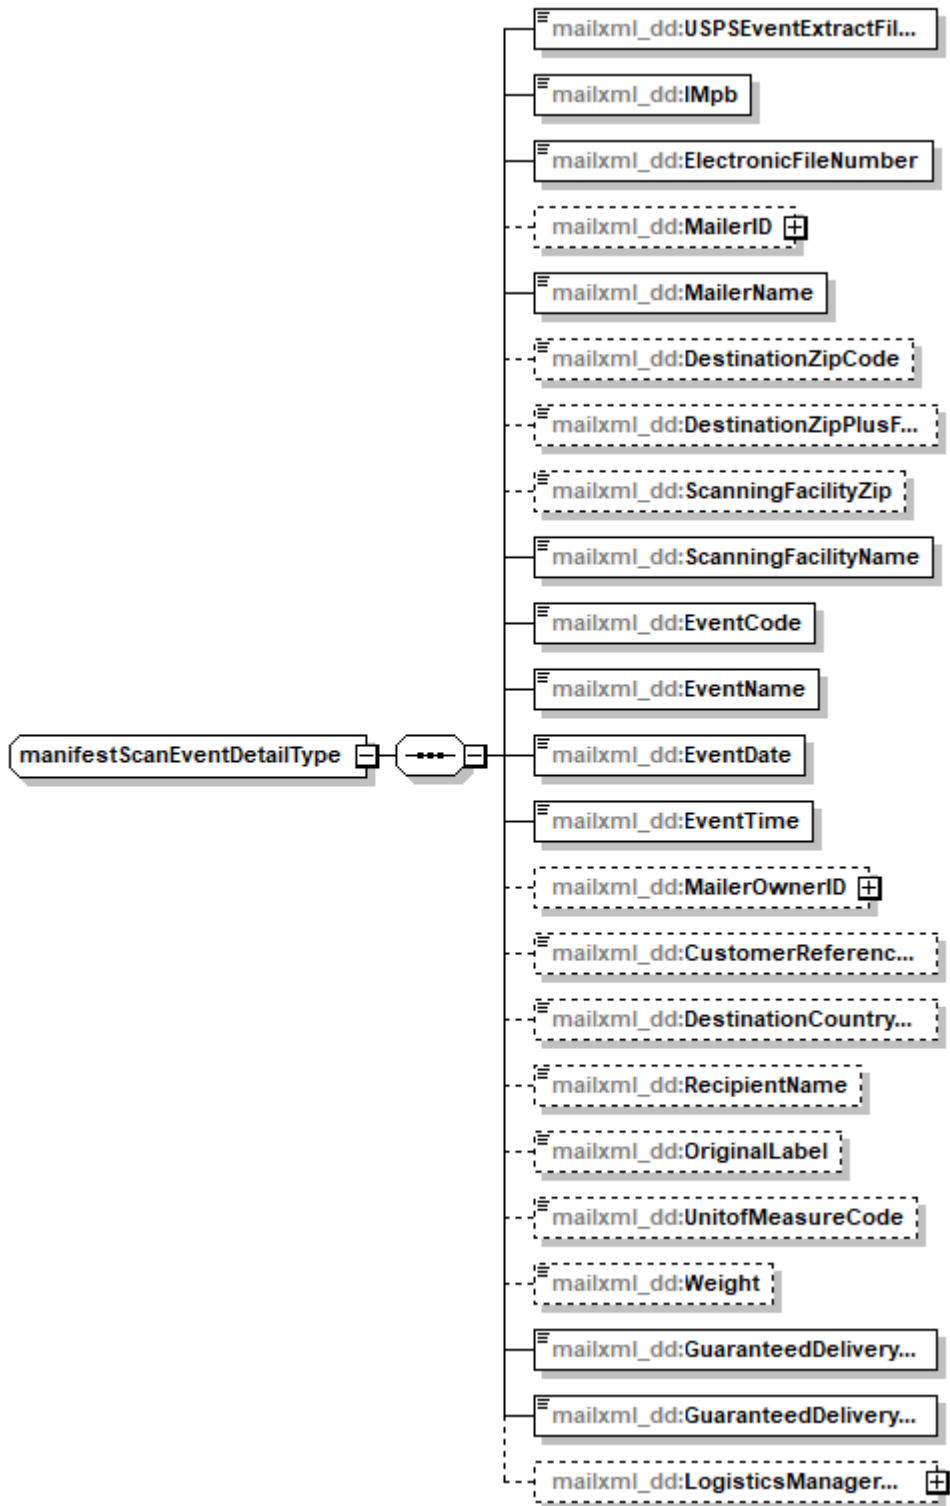 mailxml_dd:USPSEventExtractFil...
mailxml_dd:IMpb
mailxml_dd:ElectronicFileNumber
mailxml_dd:MailerID
mailxml_dd:MailerName
mailxml_dd:DestinationZipCode
mailxml_dd:DestinationZipPlusF...
mailxml_dd:ScanningFacilityZip
mailxml_dd:ScanningFacilityName
mailxml_dd:EventCode
mailxml_dd:EventName
manifestScanEventDetailType
mailxml_dd:EventDate
mailxml_dd:EventTime
mailxml_dd:MailerOwnerID
mailxml_dd:CustomerReferenc...
mailxml_dd:DestinationCountry...
mailxml_dd:RecipientName
mailxml_dd:OriginalLabel
mailxml_dd:UnitofMeasureCode
mailxml_dd:Weight
mailxml_dd:GuaranteedDelivery...
mailxml_dd:GuaranteedDelivery...
mailxml_dd:LogisticsManager...